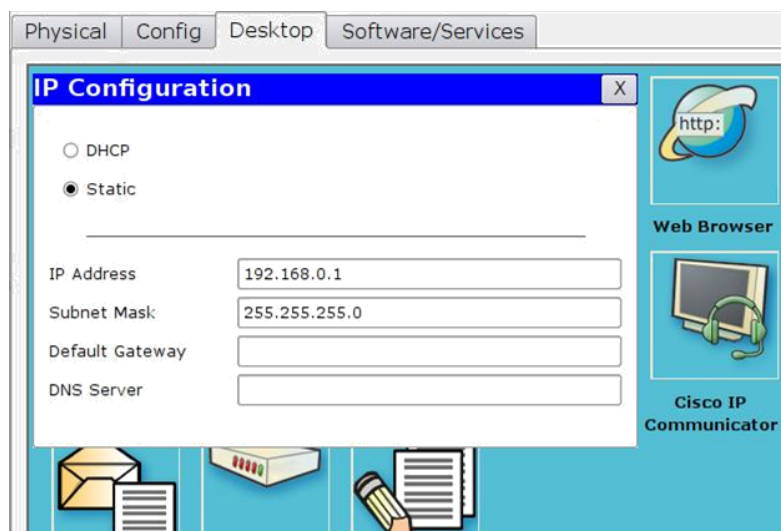 Physical Config Desktop Software/Services
IP Configuration X
DHCP
Static
IP Address 192.168.0.1
Subnet Mask 255.255.255.0
Default Gateway
DNS Server
http:
Web Browser
Cisco IP
Communicator